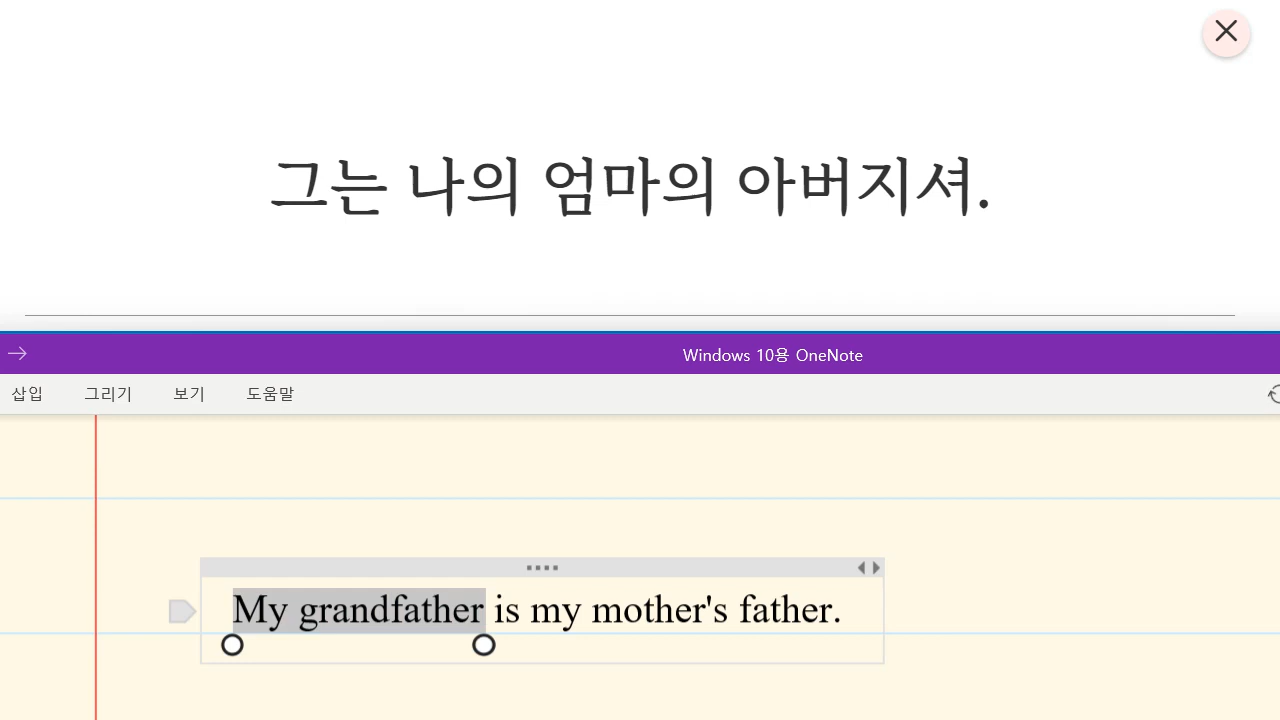 그는 나의 엄마의 아버지셔.
Windows 10용 OneNote
삽입 그리기 보기 도움말
My grandfather is my mother's father.